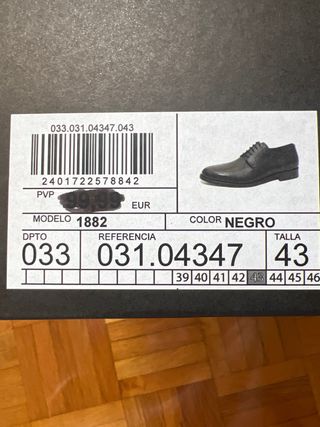 033.031.04347.043
2401722578842
PVP EUR
MODELO 1882 COLOR NEGRO
DPTO REFERENCIA TALLA
033 031.04347 43
39 40 41 42 43 44 45 46